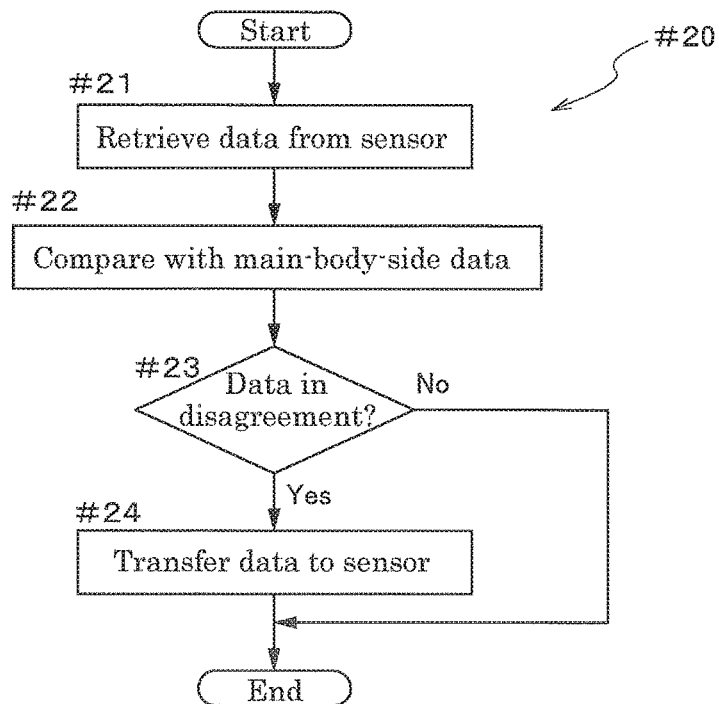 Start
#20
#21
Retrieve data from sensor
#22
Compare with main-body-side data
#23
Data in
disagreement?
No
Yes
#24
Transfer data to sensor
End